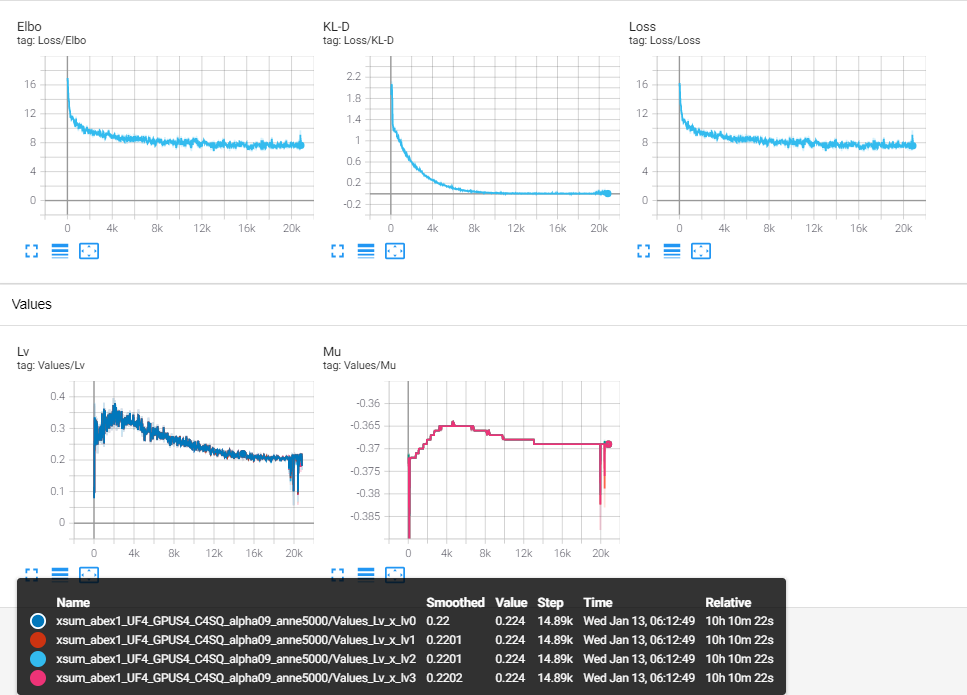 Elbo KL-D Loss
tag: Loss/Elbo tag: Loss/KL-D tag: Loss/Loss
16 12 8 4 0
0 4k 8k 12k 16k 20k
2.2 1.8 1.4 1 0.6 0.2 -0.2
0 4k 8k 12k 16k 20k
16 12 8 4 0
0 4k 8k 12k 16k 20k
Values
Lv Mu
tag: Values/Lv tag: Values/Mu
0.4 0.3 0.2 0.1 0
0 4k 8k 12k 16k 20k
-0.36 -0.365 -0.37 -0.375 -0.38 -0.385
0 4k 8k 12k 16k 20k
Name Smoothed Value Step Time Relative
xsum_abex1_UF4_GPUS4_C4SQ_alpha09_anne5000/Values_Lv_x_lv0 0.22 0.224 14.89k Wed Jan 13, 06:12:49 10h 10m 22s
xsum_abex1_UF4_GPUS4_C4SQ_alpha09_anne5000/Values_Lv_x_lv1 0.2201 0.224 14.89k Wed Jan 13, 06:12:49 10h 10m 22s
xsum_abex1_UF4_GPUS4_C4SQ_alpha09_anne5000/Values_Lv_x_lv2 0.2201 0.224 14.89k Wed Jan 13, 06:12:49 10h 10m 22s
xsum_abex1_UF4_GPUS4_C4SQ_alpha09_anne5000/Values_Lv_x_lv3 0.2202 0.224 14.89k Wed Jan 13, 06:12:49 10h 10m 22s